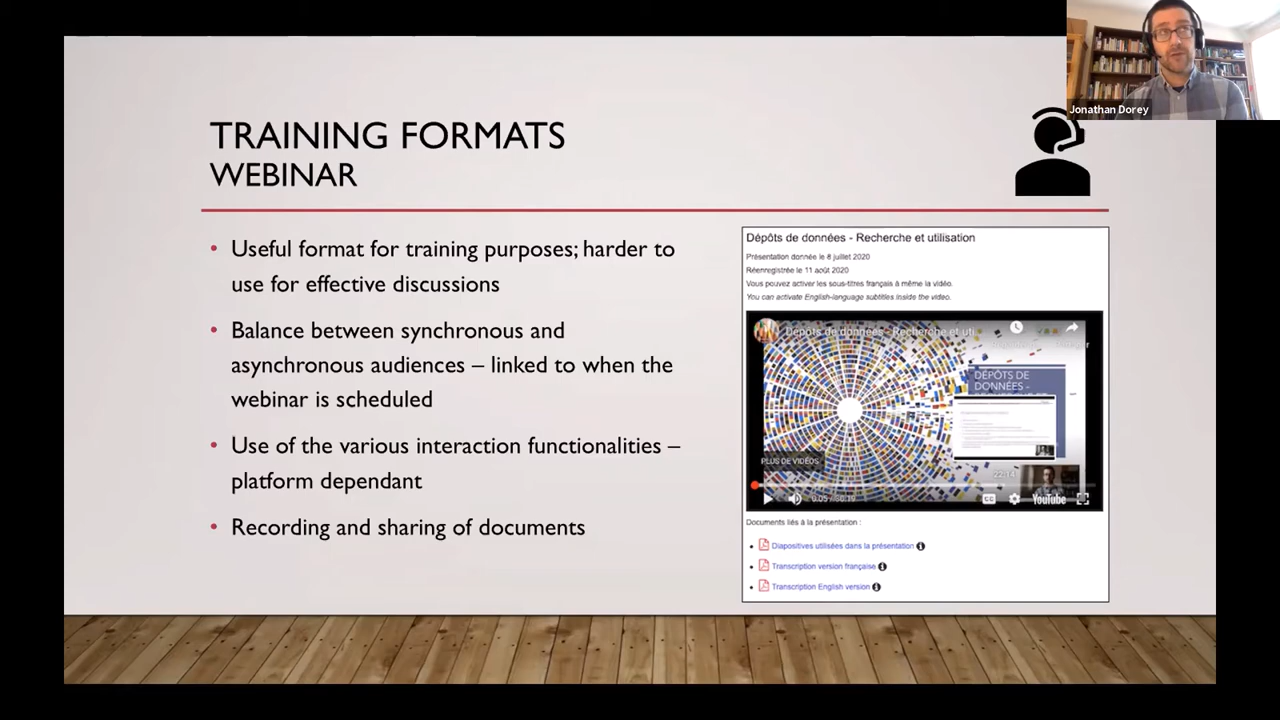 Jonathan Dorey
TRAINING FORMATS
WEBINAR
• Useful format for training purposes; harder to
use for effective discussions
• Balance between synchronous and
asynchronous audiences – linked to when the
webinar is scheduled
• Use of the various interaction functionalities –
platform dependant
• Recording and sharing of documents
Dépôts de données - Recherche et utilisation
Présentation donnée le 8 juillet 2020
Réenregistrée le 11 août 2020
Vous pouvez activer les sous-titres français à même la vidéo.
You can activate English-language subtitles inside the video.
Dépôts de données - Recherche et uti
DÉPÔTS DE
DONNÉES -
PLUS DE VIDÉOS
22:14
YouTube
Documents liés à la présentation :
• Diapositives utilisées dans la présentation
• Transcription version française
• Transcription English version